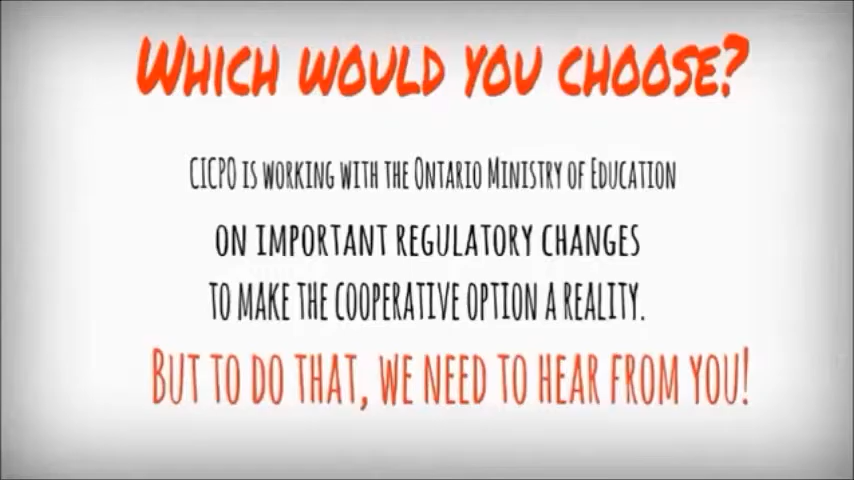 WHICH WOULD YOU CHOOSE?
CICPO IS WORKING WITH THE ONTARIO MINISTRY OF EDUCATION
ON IMPORTANT REGULATORY CHANGES
TO MAKE THE COOPERATIVE OPTION A REALITY.
BUT TO DO THAT, WE NEED TO HEAR FROM YOU!